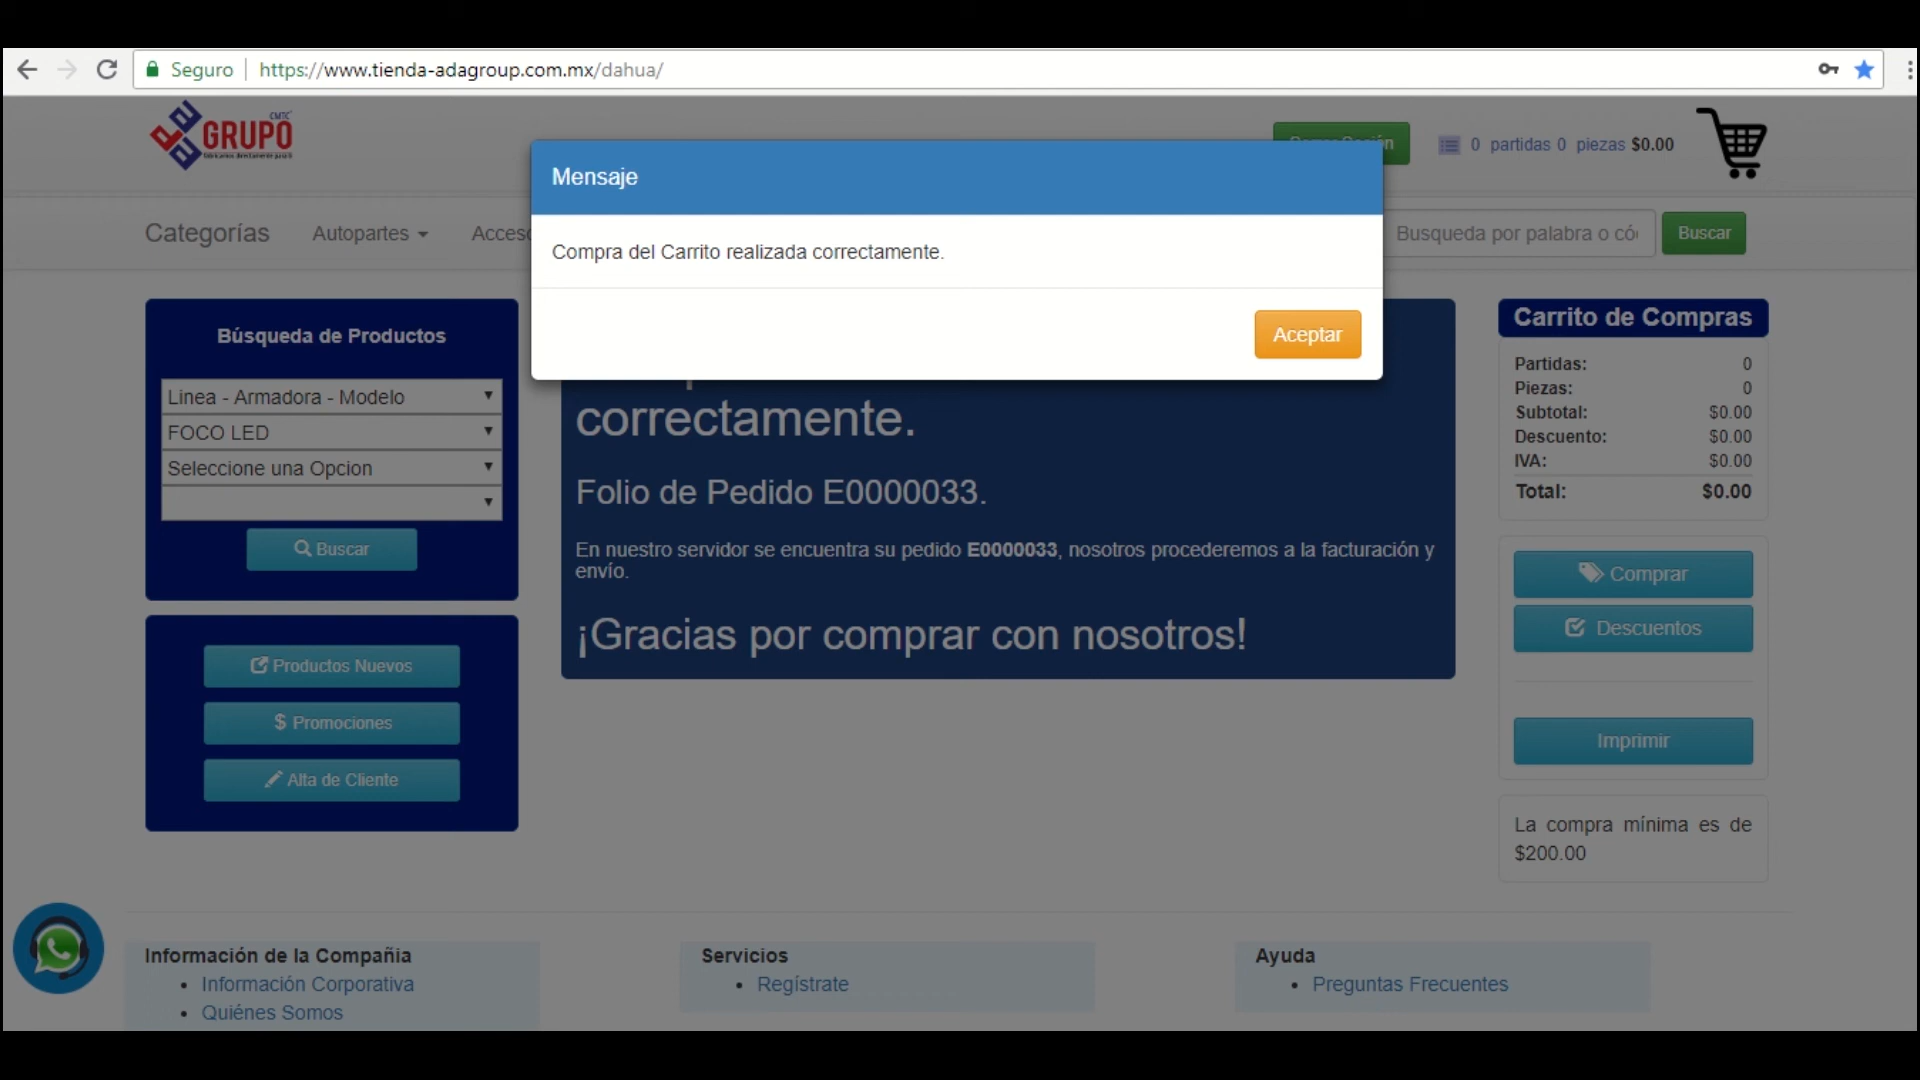 Seguro
https://www.tienda-adagroup.com.mx/dahua/
GRUPO
CMTC
0 partidas 0 piezas $0.00
Mensaje
Compra del Carrito realizada correctamente.
Aceptar
Categorías
Autopartes
Busqueda por palabra o có
Buscar
Búsqueda de Productos
Linea - Armadora - Modelo
FOCO LED
Seleccione una Opcion
Buscar
Productos Nuevos
$ Promociones
Alta de Cliente
correctamente.
Folio de Pedido E0000033.
En nuestro servidor se encuentra su pedido E0000033, nosotros procederemos a la facturación y
envío.
¡Gracias por comprar con nosotros!
Carrito de Compras
Partidas: 0
Piezas: 0
Subtotal: $0.00
Descuento: $0.00
IVA: $0.00
Total: $0.00
Comprar
Descuentos
Imprimir
La compra mínima es de
$200.00
Información de la Compañia
Información Corporativa
Quiénes Somos
Servicios
Regístrate
Ayuda
Preguntas Frecuentes